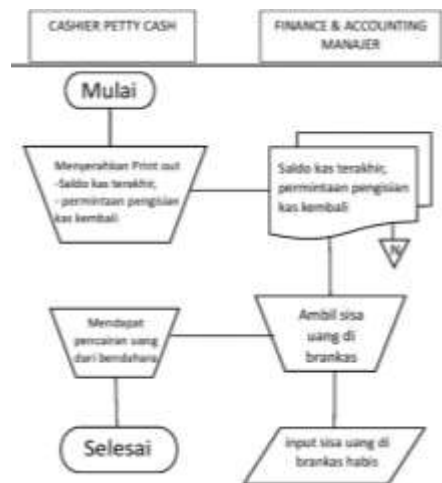 CASHIER PETTY CASH
FINANCE & ACCOUNTING
MANAJER
Mulai
Menyerahkan Print out
-Saldo kas terakhir,
- permintaan pengisian
kas kembali
Saldo kas terakhir,
permintaan pengisian
kas kembali
N
Mendapat
pencairan uang
dari bendahara
Ambil sisa
uang di
brankas
Selesai
input sisa uang di
brankas habis